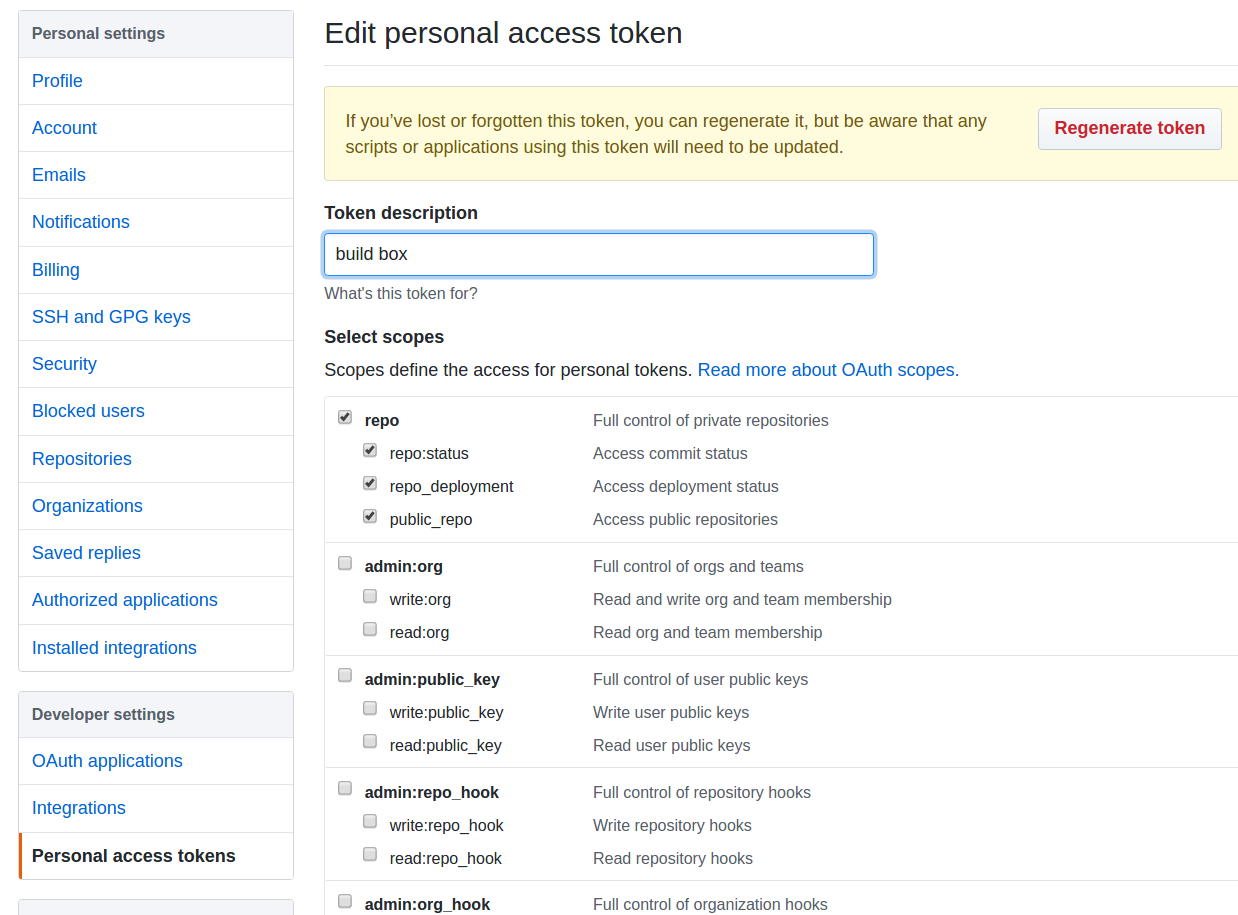 Personal settings
Profile
Account
Emails
Notifications
Billing
SSH and GPG keys
Security
Blocked users
Repositories
Organizations
Saved replies
Authorized applications
Installed integrations
Developer settings
OAuth applications
Integrations
Personal access tokens
Edit personal access token
If you’ve lost or forgotten this token, you can regenerate it, but be aware that any
scripts or applications using this token will need to be updated.
Regenerate token
Token description
build box
What's this token for?
Select scopes
Scopes define the access for personal tokens. Read more about OAuth scopes.
repo Full control of private repositories
repo:status Access commit status
repo_deployment Access deployment status
public_repo Access public repositories
admin:org Full control of orgs and teams
write:org Read and write org and team membership
read:org Read org and team membership
admin:public_key Full control of user public keys
write:public_key Write user public keys
read:public_key Read user public keys
admin:repo_hook Full control of repository hooks
write:repo_hook Write repository hooks
read:repo_hook Read repository hooks
admin:org_hook Full control of organization hooks